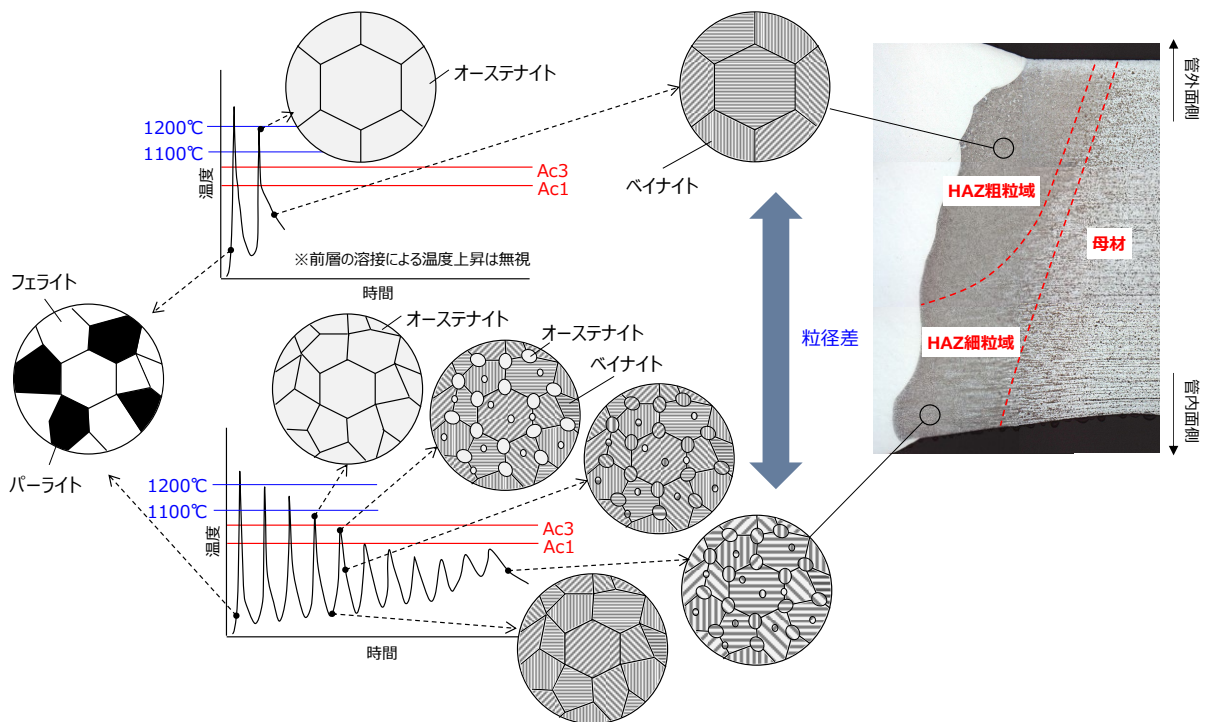 オーステナイト
1200℃
1100℃
Ac3
Ac1
温度
※前層の溶接による温度上昇は無視
時間
ベイナイト
管外面側
HAZ粗粒域
母材
HAZ細粒域
管内面側
粒径差
フェライト
パーライト
オーステナイト
オーステナイト
ベイナイト
1200℃
1100℃
Ac3
Ac1
温度
時間